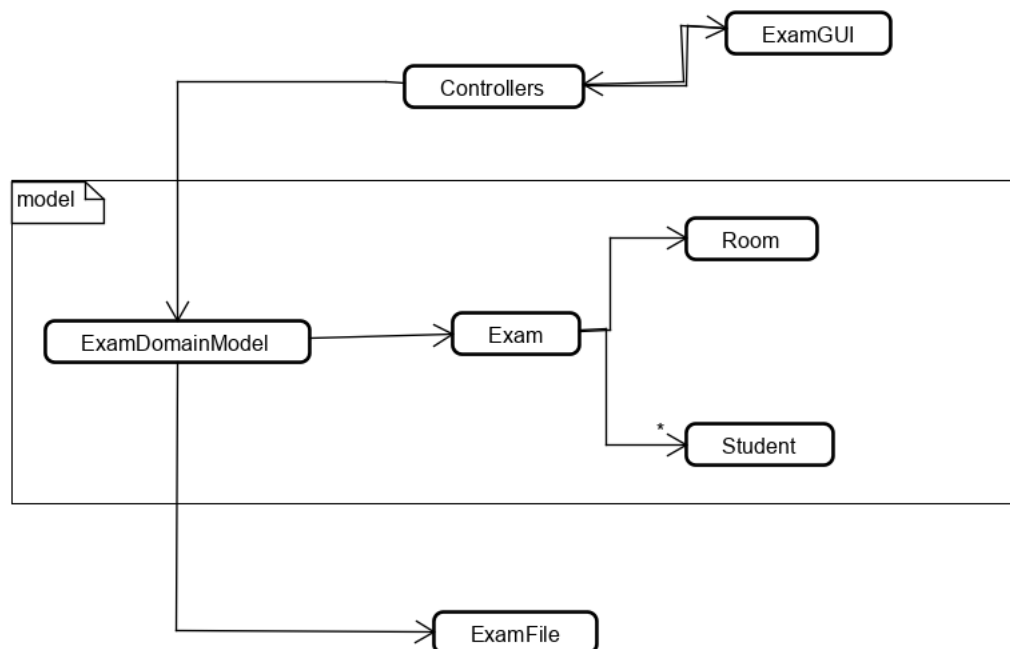 ExamGUI
Controllers
model
Room
ExamDomainModel
Exam
*
Student
ExamFile